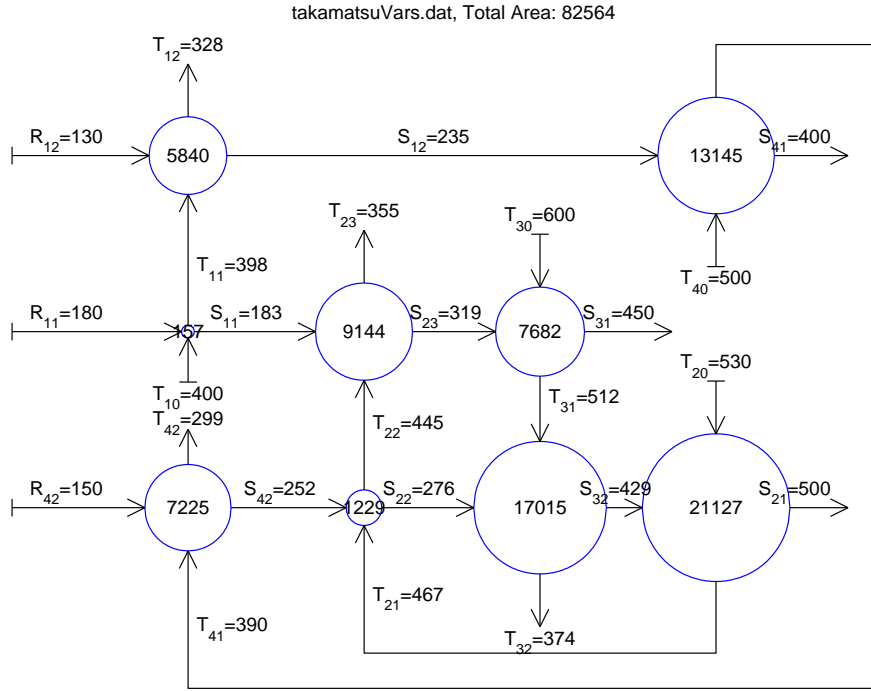 takamatsuVars.dat, Total Area: 82564
T12=328
R12=130
5840
S12=235
13145
S41=400
T23=355
T30=600
T11=398
T40=500
R11=180
157
S11=183
9144
S23=319
7682
S31=450
T20=530
T10=400
T31=512
T42=299
T22=445
R42=150
7225
S42=252
1229
S22=276
17015
S32=429
21127
S21=500
T21=467
T41=390
T32=374